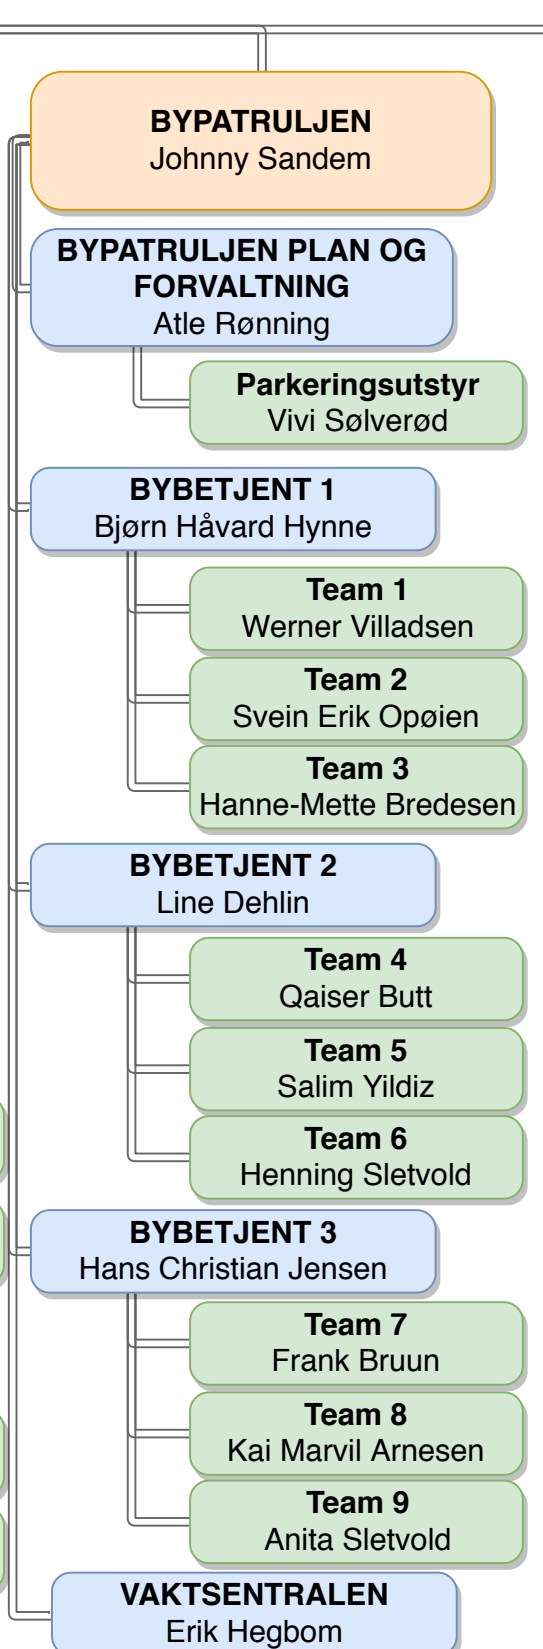 BYPATRULJEN
Johnny Sandem
BYPATRULJEN PLAN OG
FORVALTNING
Atle Rønning
Parkeringsutstyr
Vivi Sølverød
BYBETJENT 1
Bjørn Håvard Hynne
Team 1
Werner Villadsen
Team 2
Svein Erik Opøien
Team 3
Hanne-Mette Bredesen
BYBETJENT 2
Line Dehlin
Team 4
Qaiser Butt
Team 5
Salim Yildiz
Team 6
Henning Sletvold
BYBETJENT 3
Hans Christian Jensen
Team 7
Frank Bruun
Team 8
Kai Marvil Arnesen
Team 9
Anita Sletvold
VAKTSENTRALEN
Erik Hegbom